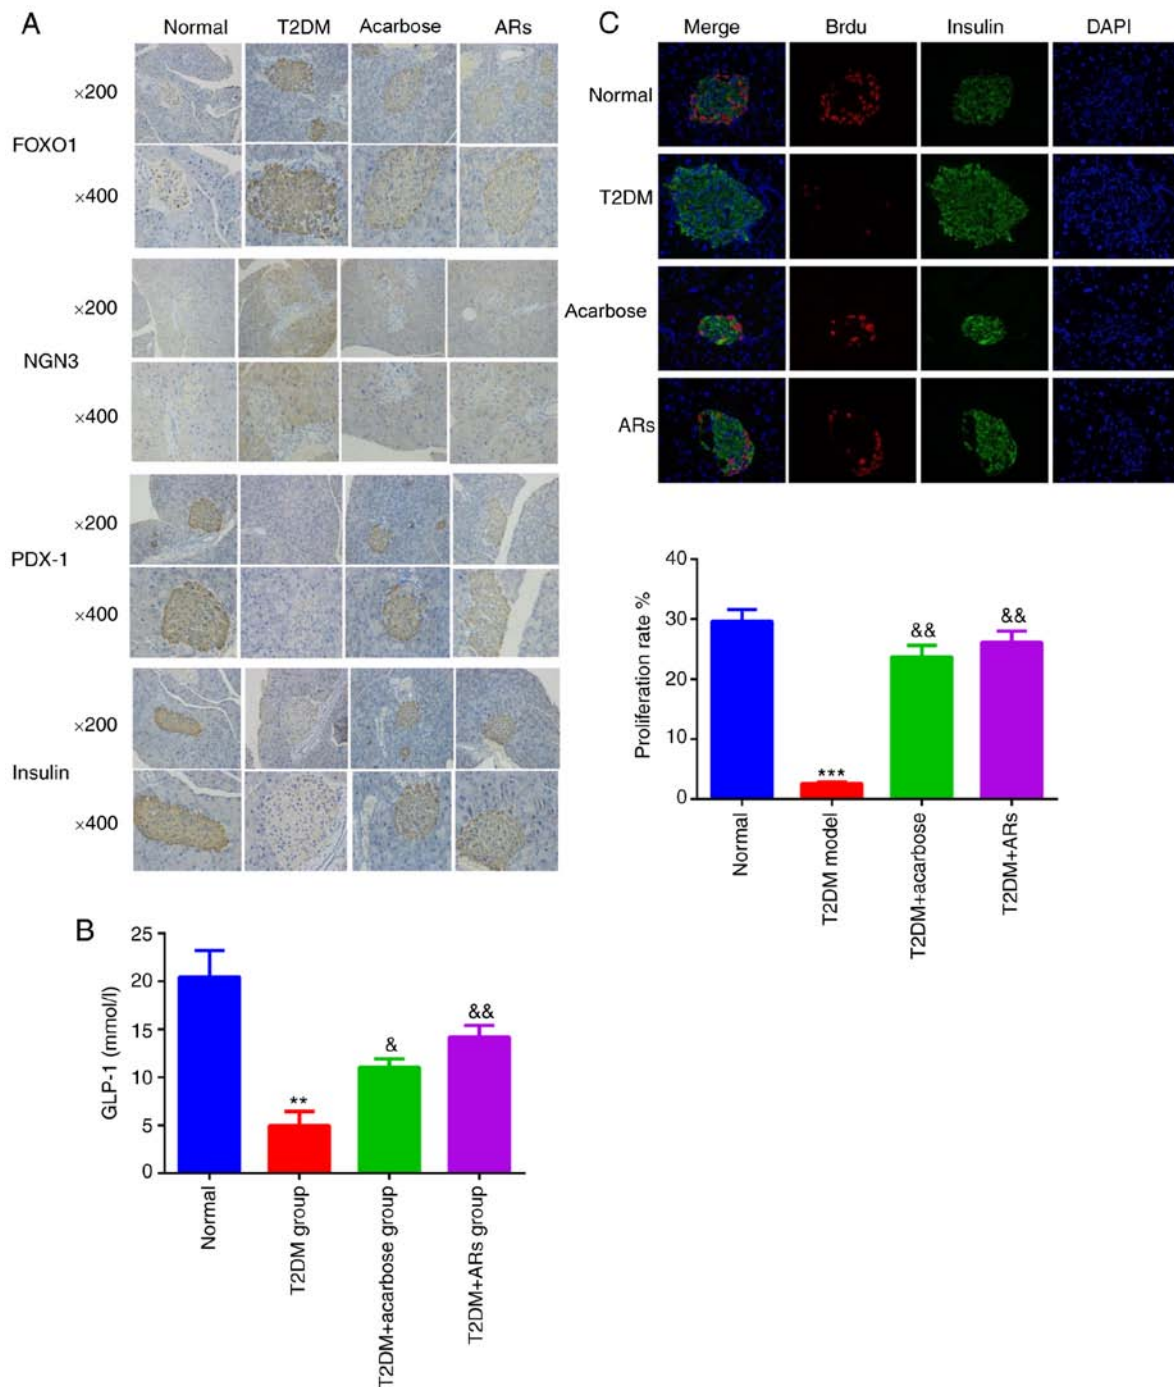 A
Normal T2DM Acarbose ARs
×200
FOXO1
×400
×200
NGN3
×400
×200
PDX-1
×400
×200
Insulin
×400
B
GLP-1 (mmol/l)
25
20
15
10
5
0
**
&
&&
Normal
T2DM group
T2DM+acarbose group
T2DM+ARs group
C
Merge Brdu Insulin DAPI
Normal
T2DM
Acarbose
ARs
Proliferation rate %
40
30
20
10
0
***
&&
&&
Normal
T2DM model
T2DM+acarbose
T2DM+ARs